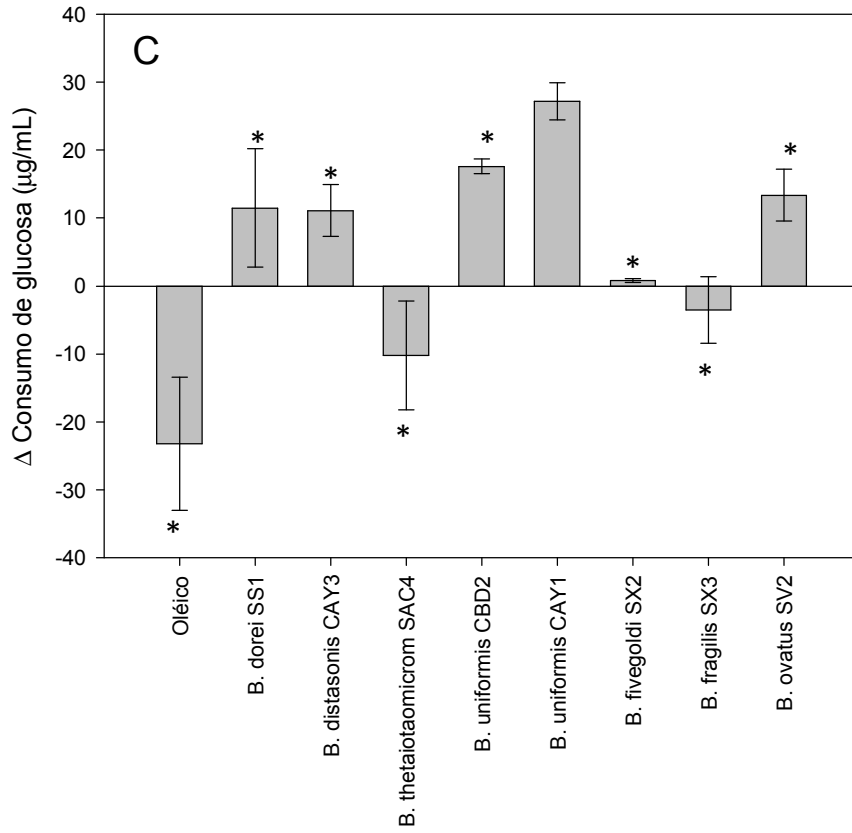 C
Δ Consumo de glucosa (µg/mL)
40
30
20
10
0
-10
-20
-30
-40
*
*
*
*
*
*
*
*
Oléico
B. dorei SS1
B. distasonis CAY3
B. thetaiotaomicrom SAC4
B. uniformis CBD2
B. uniformis CAY1
B. fivegoldi SX2
B. fragilis SX3
B. ovatus SV2